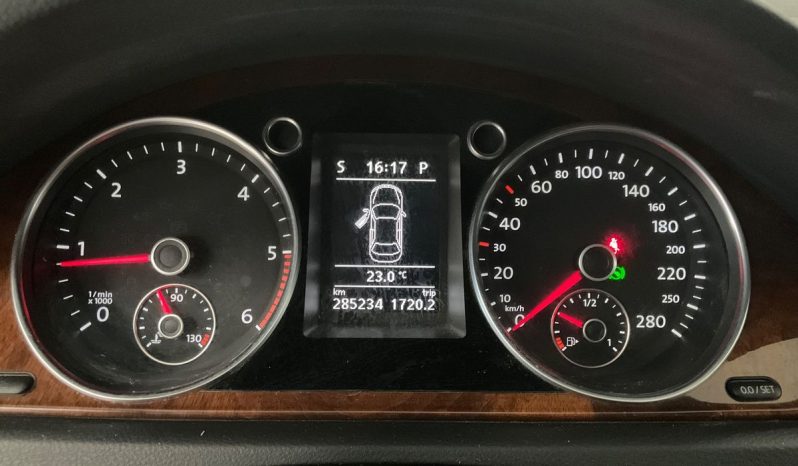 S 16:17 P
23.0 °C
km trip
285234 1720.2
0 1 2 3 4 5 6
1/min
x 1000
90
130
0 10 20 30 40 50 60 80 100 120 140 160 180 200 220 250 280
km/h
1/2
1
0.0 / SET